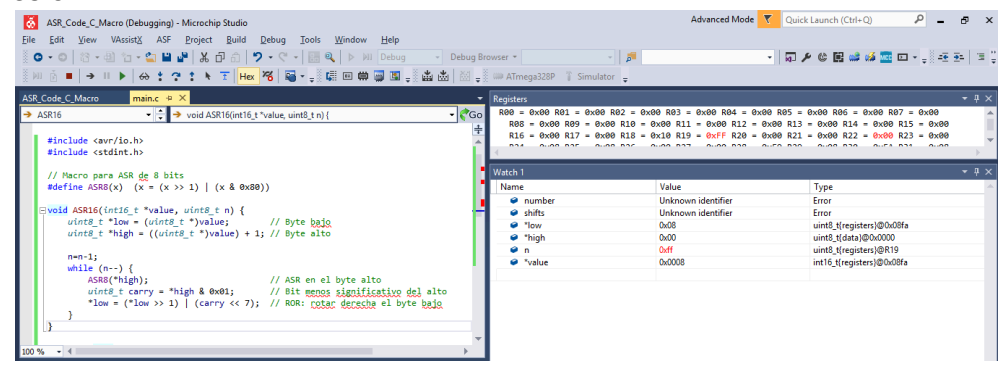 ASR_Code_C_Macro (Debugging) - Microchip Studio
Advanced Mode
Quick Launch (Ctrl+Q)
File Edit View VAssistX ASF Project Build Debug Tools Window Help
Debug
Debug Browser
Hex
ATmega328P
Simulator
ASR_Code_C_Macro
main.c
ASR16
void ASR16(int16_t *value, uint8_t n) {
Go
#include <avr/io.h>
#include <stdint.h>
// Macro para ASR de 8 bits
#define ASR8(x) (x = (x >> 1) | (x & 0x80))
void ASR16(int16_t *value, uint8_t n) {
uint8_t *low = (uint8_t *)value; // Byte bajo
uint8_t *high = ((uint8_t *)value) + 1; // Byte alto
n=n-1;
while (n--) {
ASR8(*high); // ASR en el byte alto
uint8_t carry = *high & 0x01; // Bit menos significativo del alto
*low = (*low >> 1) | (carry << 7); // ROR: rotar derecha el byte bajo
}
}
100 %
Registers
R00 = 0x00 R01 = 0x00 R02 = 0x00 R03 = 0x00 R04 = 0x00 R05 = 0x00 R06 = 0x00 R07 = 0x00
R08 = 0x00 R09 = 0x00 R10 = 0x00 R11 = 0x00 R12 = 0x00 R13 = 0x00 R14 = 0x00 R15 = 0x00
R16 = 0x00 R17 = 0x00 R18 = 0x10 R19 = 0xFF R20 = 0x00 R21 = 0x00 R22 = 0x00 R23 = 0x00
Watch 1
Name Value Type
number Unknown identifier Error
shifts Unknown identifier Error
*low 0x08 uint8_t{registers}@0x08fa
*high 0x00 uint8_t{data}@0x0000
n 0xff uint8_t{registers}@R19
*value 0x0008 int16_t{registers}@0x08fa